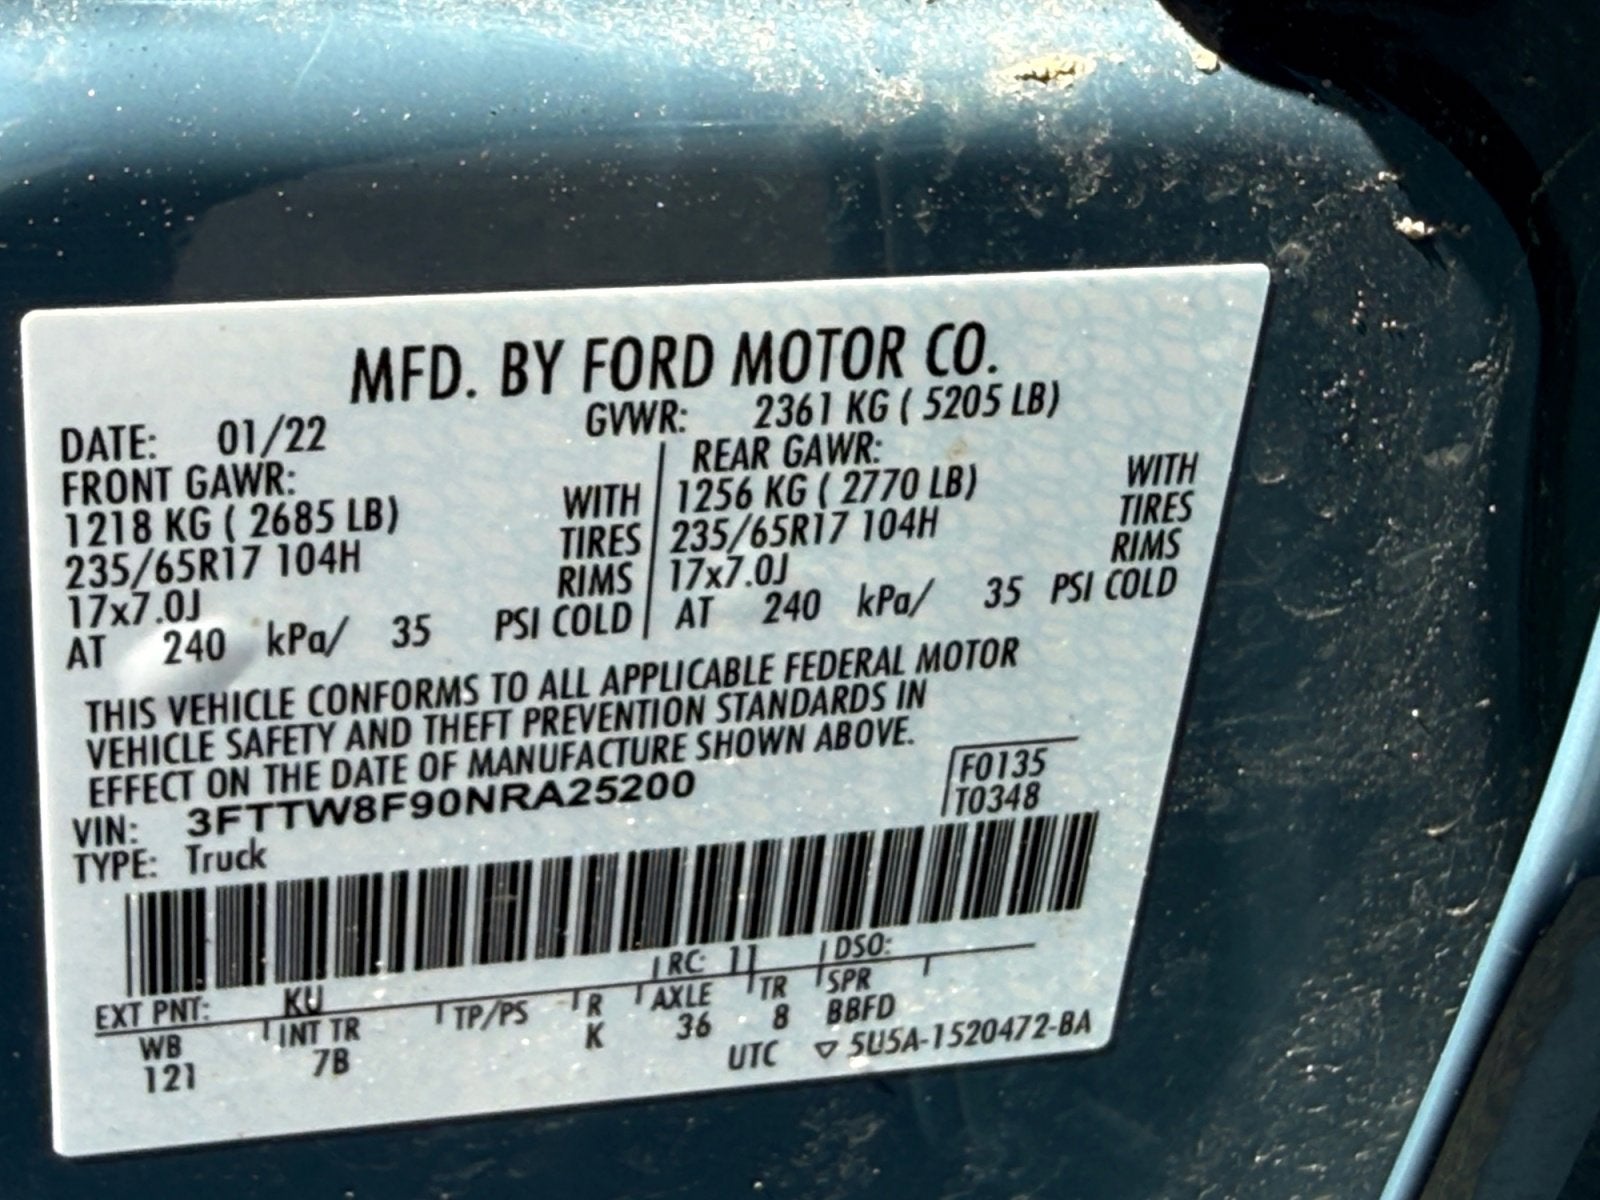 MFD. BY FORD MOTOR CO.
DATE: 01/22 GVWR: 2361 KG ( 5205 LB)
FRONT GAWR: REAR GAWR:
1218 KG ( 2685 LB) WITH 1256 KG ( 2770 LB) WITH
235/65R17 104H TIRES 235/65R17 104H TIRES
17x7.0J RIMS 17x7.0J RIMS
AT 240 kPa/ 35 PSI COLD AT 240 kPa/ 35 PSI COLD
THIS VEHICLE CONFORMS TO ALL APPLICABLE FEDERAL MOTOR
VEHICLE SAFETY AND THEFT PREVENTION STANDARDS IN
EFFECT ON THE DATE OF MANUFACTURE SHOWN ABOVE.
VIN: 3FTTW8F90NRA25200 F0135
TYPE: Truck T0348
EXT PNT: KU RC: 11 DSO:
WB INT TR TP/PS R AXLE TR SPR
121 7B K 36 8 BBFD
UTC ▽ 5U5A-1520472-BA